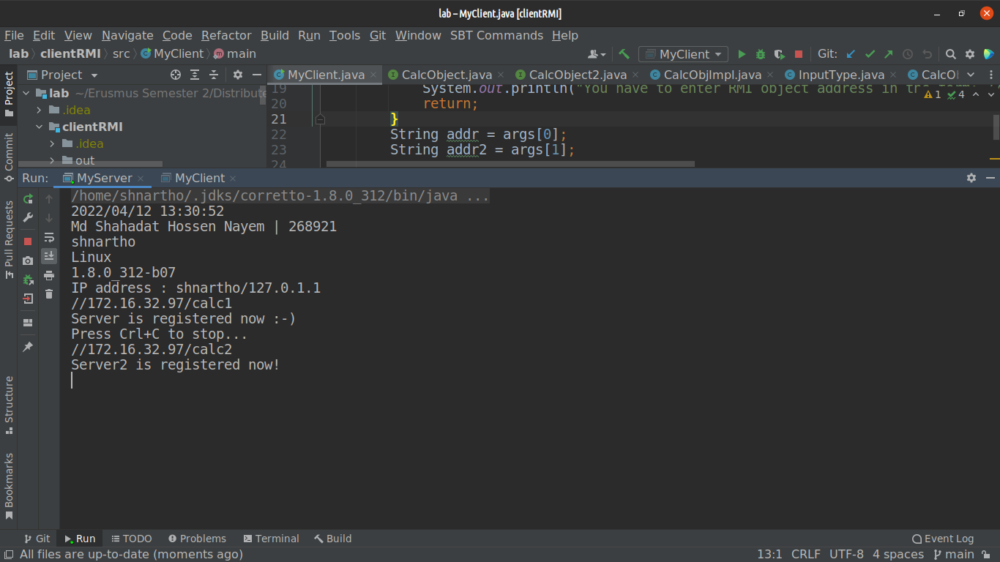 lab – MyClient.java [clientRMI]
File Edit View Navigate Code Refactor Build Run Tools Git Window SBT Commands Help
lab clientRMI src MyClient main
MyClient
Git:
Project
Project
MyClient.java
CalcObject.java
CalcObject2.java
CalcObjImpl.java
InputType.java
CalcO
lab ~/Erusmus Semester 2/Distribute
.idea
clientRMI
.idea
out
19 System.out.println("You have to enter RMI object address in the
1 4
20 return;
21 }
22 String addr = args[0];
23 String addr2 = args[1];
24
Commit
Pull Requests
Structure
Bookmarks
Run: MyServer MyClient
/home/shnartho/.jdks/corretto-1.8.0_312/bin/java ...
2022/04/12 13:30:52
Md Shahadat Hossen Nayem | 268921
shnartho
Linux
1.8.0_312-b07
IP address : shnartho/127.0.1.1
//172.16.32.97/calc1
Server is registered now :-)
Press Crl+C to stop...
//172.16.32.97/calc2
Server2 is registered now!
Git Run TODO Problems Terminal Build Event Log
All files are up-to-date (moments ago) 13:1 CRLF UTF-8 4 spaces main